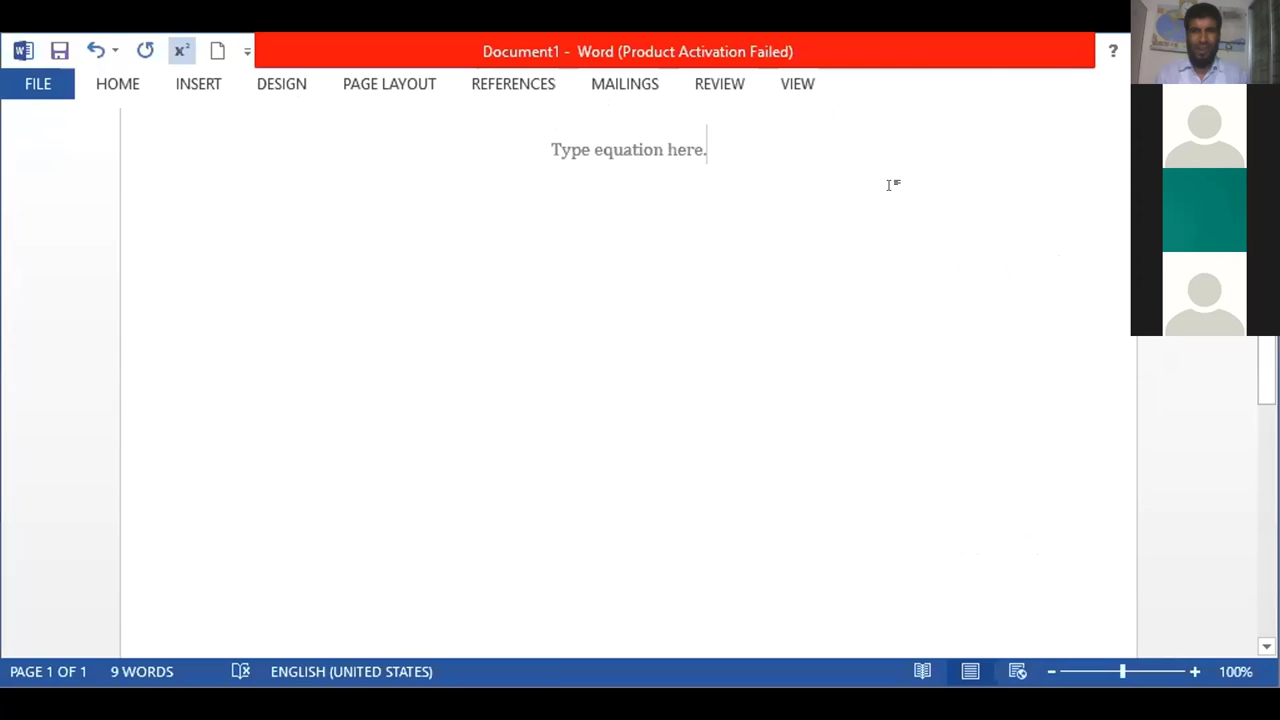 x²
Document1 - Word (Product Activation Failed)
?
FILE HOME INSERT DESIGN PAGE LAYOUT REFERENCES MAILINGS REVIEW VIEW
Type equation here.
PAGE 1 OF 1 9 WORDS ENGLISH (UNITED STATES) 100%